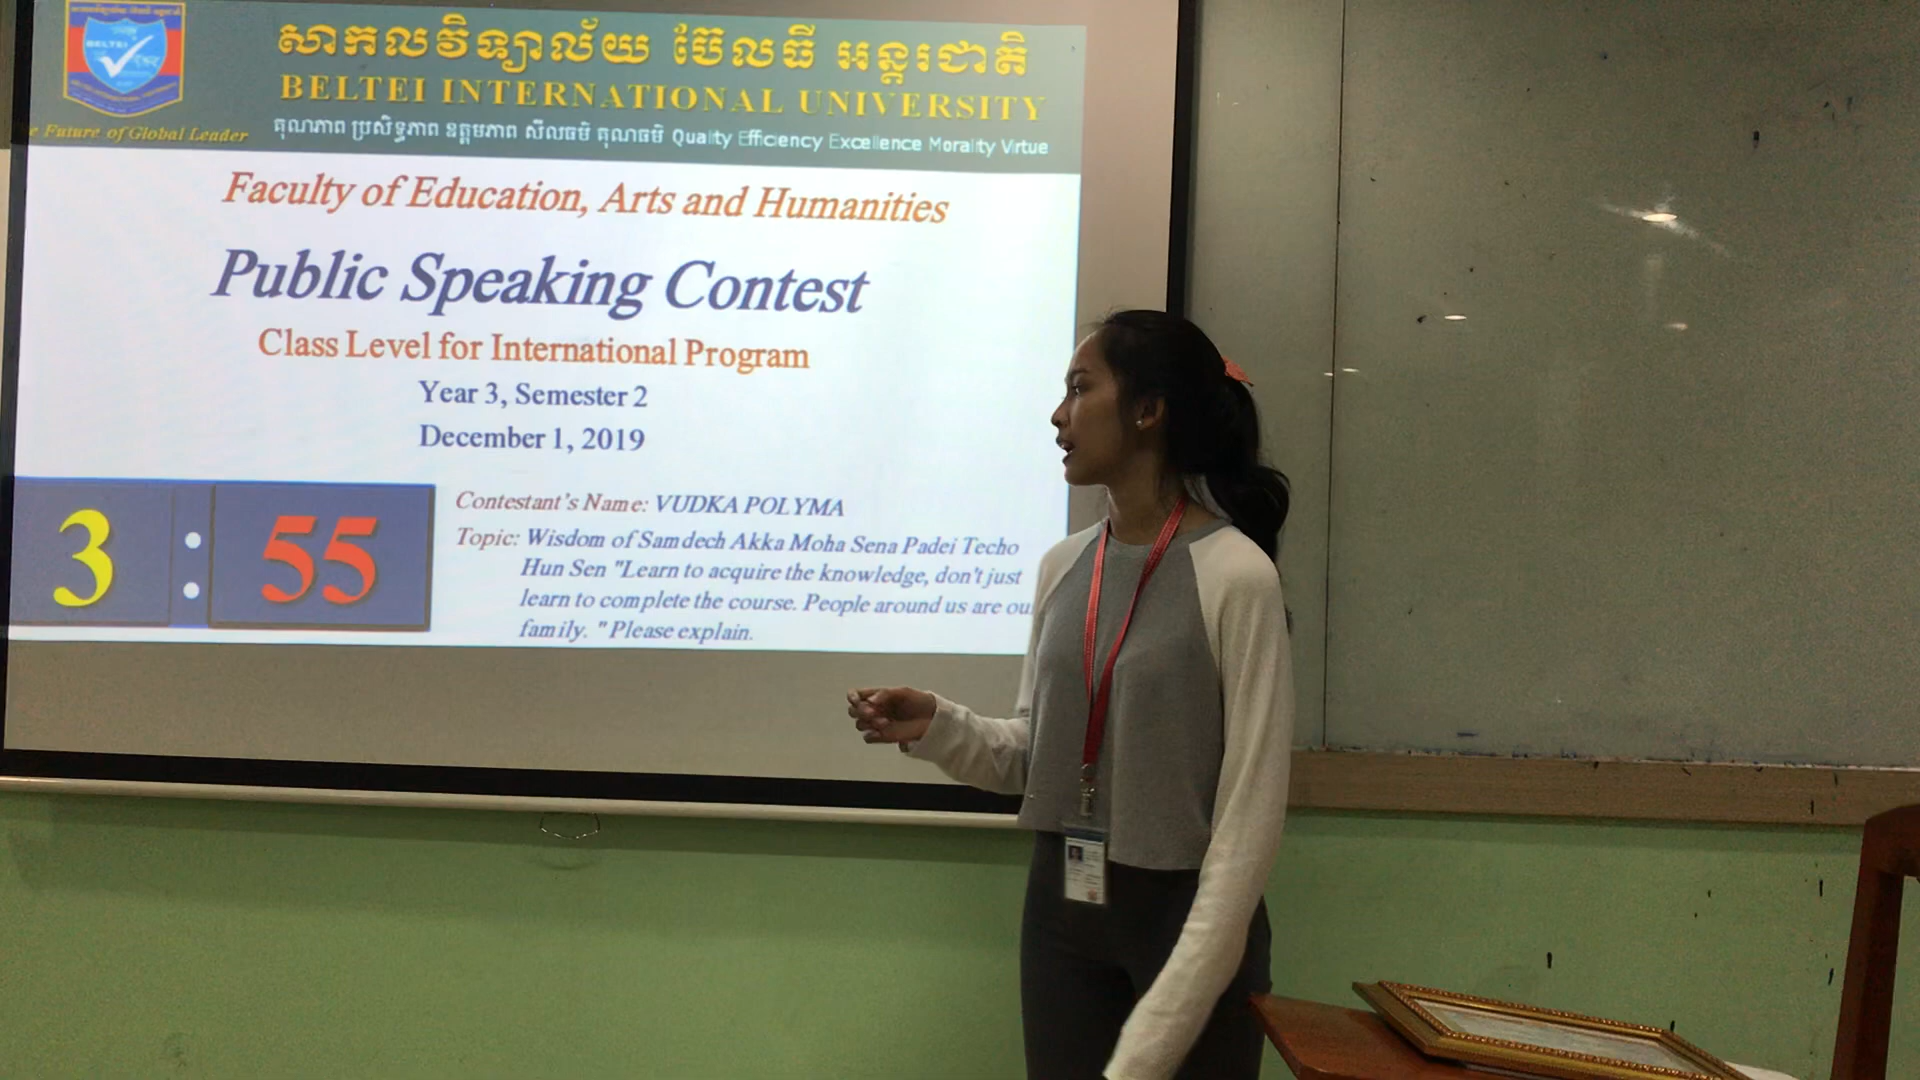 សាកលវិទ្យាល័យ ប៊ែលធី អន្តរជាតិ
BELTEI INTERNATIONAL UNIVERSITY
BELTEI
Future of Global Leader
គុណភាព ប្រសិទ្ធភាព ឧត្តមភាព សីលធម៌ គុណធម៌ Quality Efficiency Excellence Morality Virtue
Faculty of Education, Arts and Humanities
Public Speaking Contest
Class Level for International Program
Year 3, Semester 2
December 1, 2019
3 : 55
Contestant's Name: VUDKA POLYMA
Topic: Wisdom of Samdech Akka Moha Sena Padei Techo
Hun Sen "Learn to acquire the knowledge, don't just
learn to complete the course. People around us are ou
family. " Please explain.